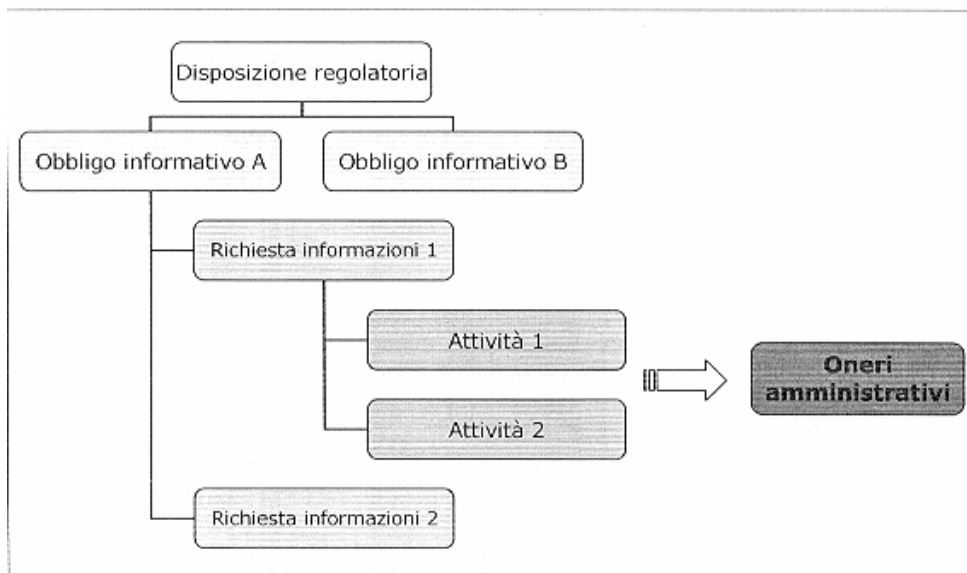 Disposizione regolatoria
Obbligo informativo A
Obbligo informativo B
Richiesta informazioni 1
Attività 1
Attività 2
Oneri
amministrativi
Richiesta informazioni 2